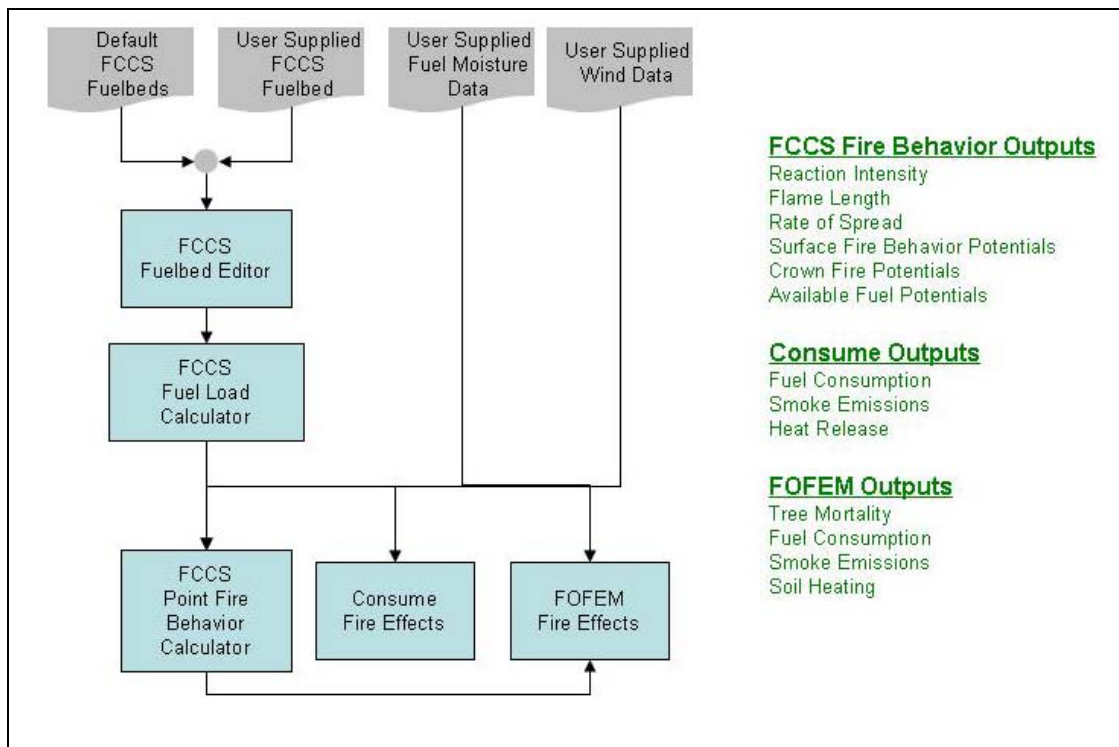 Default
FCCS
Fuelbeds
User Supplied
FCCS
Fuelbed
User Supplied
Fuel Moisture
Data
User Supplied
Wind Data
FCCS
Fuelbed Editor
FCCS
Fuel Load
Calculator
FCCS
Point Fire
Behavior
Calculator
Consume
Fire Effects
FOFEM
Fire Effects
FCCS Fire Behavior Outputs
Reaction Intensity
Flame Length
Rate of Spread
Surface Fire Behavior Potentials
Crown Fire Potentials
Available Fuel Potentials
Consume Outputs
Fuel Consumption
Smoke Emissions
Heat Release
FOFEM Outputs
Tree Mortality
Fuel Consumption
Smoke Emissions
Soil Heating